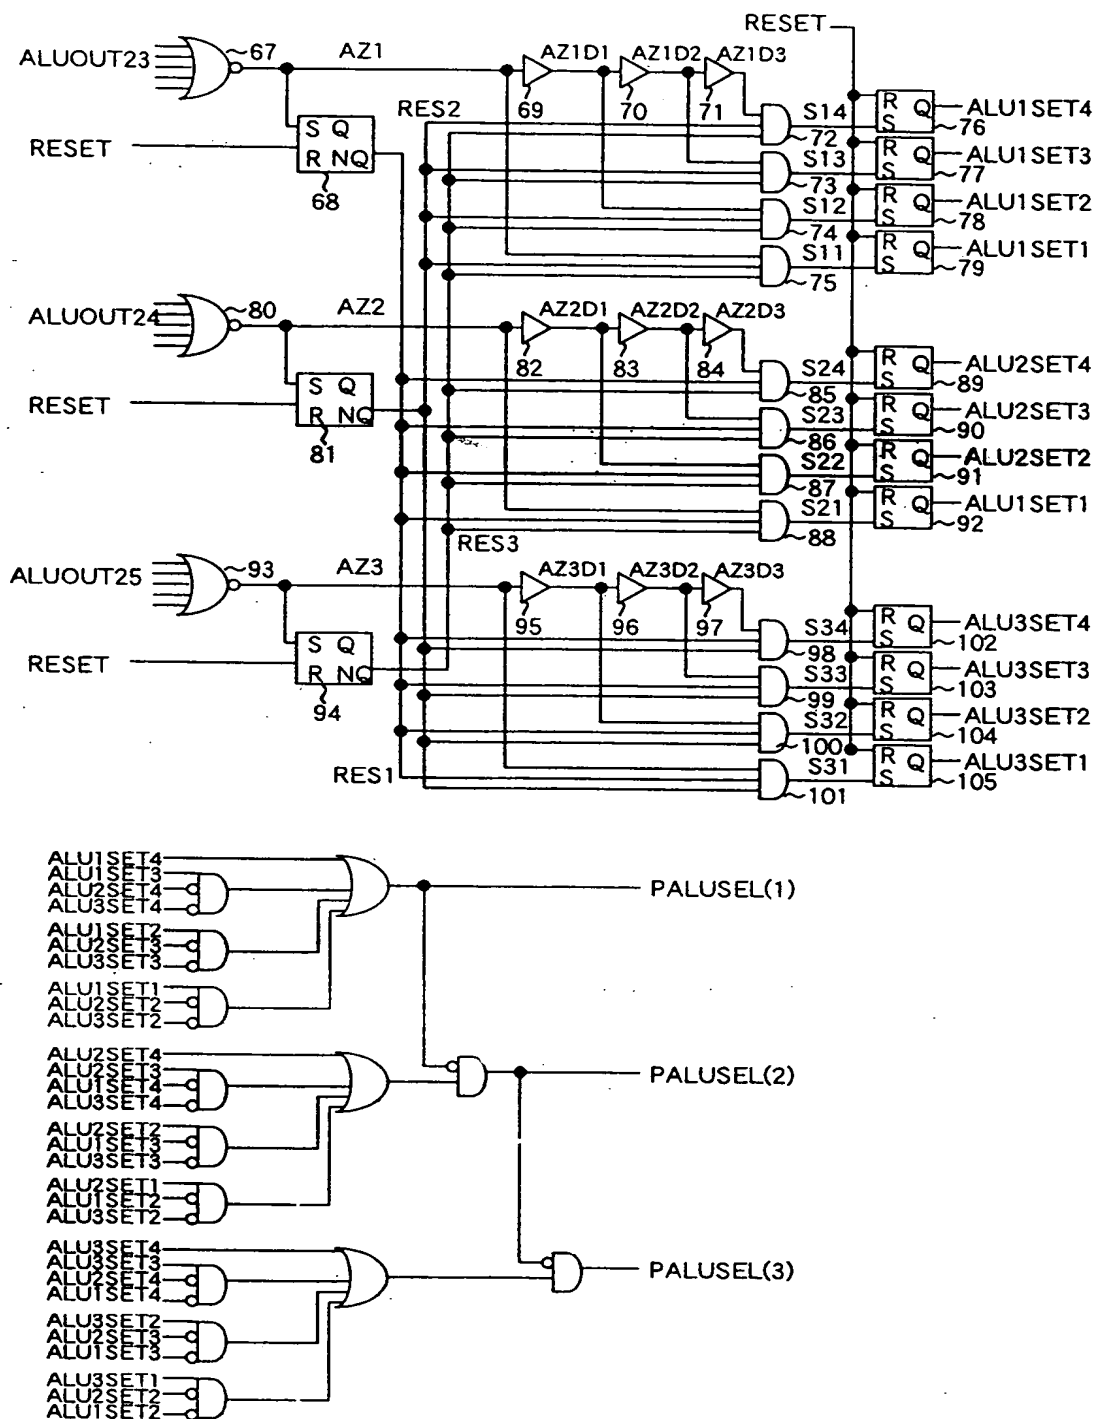 RESET
ALUOUT23
67
AZ1
AZ1D1
AZ1D2
AZ1D3
69
70
71
RES2
RESET
S Q
R NQ
68
S14
72
R Q
S
76
ALU1SET4
S13
73
R Q
S
77
ALU1SET3
S12
74
R Q
S
78
ALU1SET2
S11
75
R Q
S
79
ALU1SET1
ALUOUT24
80
AZ2
AZ2D1
AZ2D2
AZ2D3
82
83
84
RESET
S Q
R NQ
81
S24
85
R Q
S
89
ALU2SET4
S23
86
R Q
S
90
ALU2SET3
S22
87
R Q
S
91
ALU2SET2
S21
88
R Q
S
92
ALU1SET1
RES3
ALUOUT25
93
AZ3
AZ3D1
AZ3D2
AZ3D3
95
96
97
RESET
S Q
R NQ
94
S34
98
R Q
S
102
ALU3SET4
S33
99
R Q
S
103
ALU3SET3
S32
100
R Q
S
104
ALU3SET2
RES1
S31
101
R Q
S
105
ALU3SET1
ALU1SET4
ALU1SET3
ALU2SET4
ALU3SET4
PALUSEL(1)
ALU1SET2
ALU2SET3
ALU3SET3
ALU1SET1
ALU2SET2
ALU3SET2
ALU2SET4
ALU2SET3
ALU1SET4
ALU3SET4
PALUSEL(2)
ALU2SET2
ALU1SET3
ALU3SET3
ALU2SET1
ALU1SET2
ALU3SET2
ALU3SET4
ALU3SET3
ALU2SET4
ALU1SET4
PALUSEL(3)
ALU3SET2
ALU2SET3
ALU1SET3
ALU3SET1
ALU2SET2
ALU1SET2